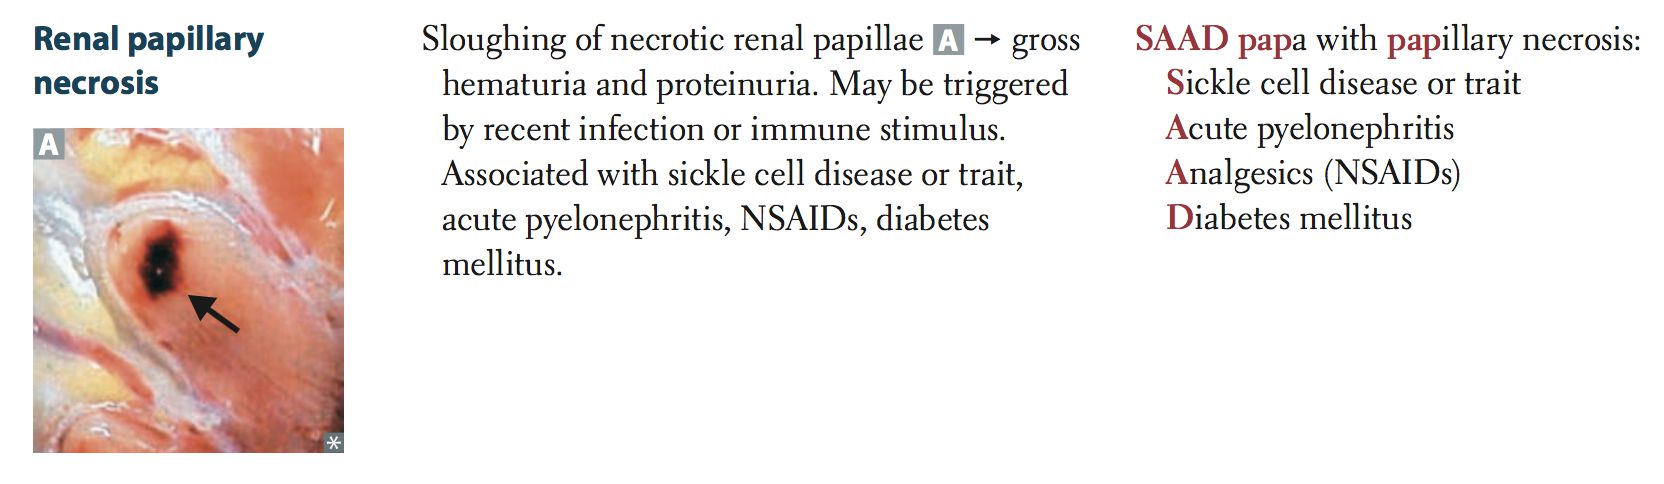 Renal papillary
necrosis
A
*
Sloughing of necrotic renal papillae A → gross
hematuria and proteinuria. May be triggered
by recent infection or immune stimulus.
Associated with sickle cell disease or trait,
acute pyelonephritis, NSAIDs, diabetes
mellitus.
SAAD papa with papillary necrosis:
Sickle cell disease or trait
Acute pyelonephritis
Analgesics (NSAIDs)
Diabetes mellitus